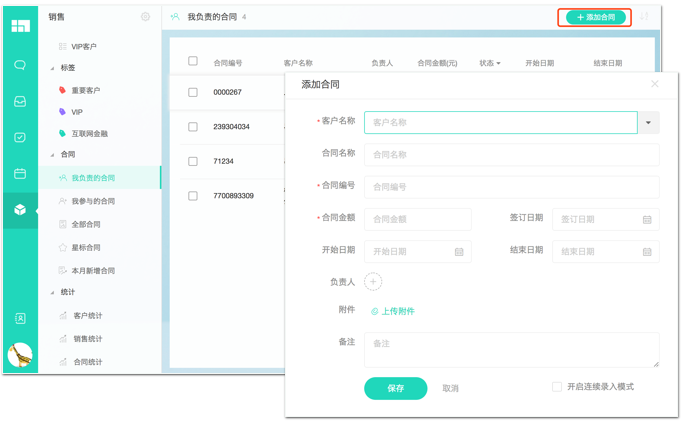 销售
我负责的合同 4
+ 添加合同
VIP客户
标签
重要客户
VIP
互联网金融
合同
我负责的合同
我参与的合同
全部合同
星标合同
本月新增合同
统计
客户统计
销售统计
合同统计
合同编号 客户名称 负责人 合同金额(元) 状态 开始日期 结束日期
0000267
239304034
71234
7700893309
添加合同
*客户名称 客户名称
合同名称 合同名称
*合同编号 合同编号
*合同金额 合同金额 签订日期 签订日期
开始日期 开始日期 结束日期 结束日期
负责人
附件 上传附件
备注 备注
保存 取消 开启连续录入模式